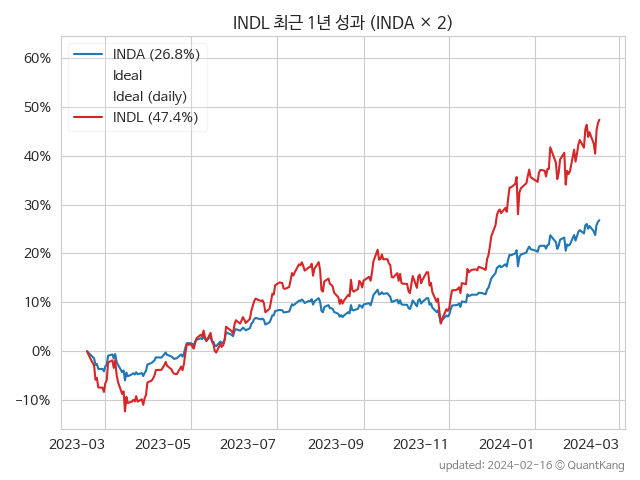 INDL 최근 1년 성과 (INDA × 2)
INDA (26.8%)
Ideal
Ideal (daily)
INDL (47.4%)
60%
50%
40%
30%
20%
10%
0%
−10%
2023-03 2023-05 2023-07 2023-09 2023-11 2024-01 2024-03
updated: 2024-02-16 © QuantKang